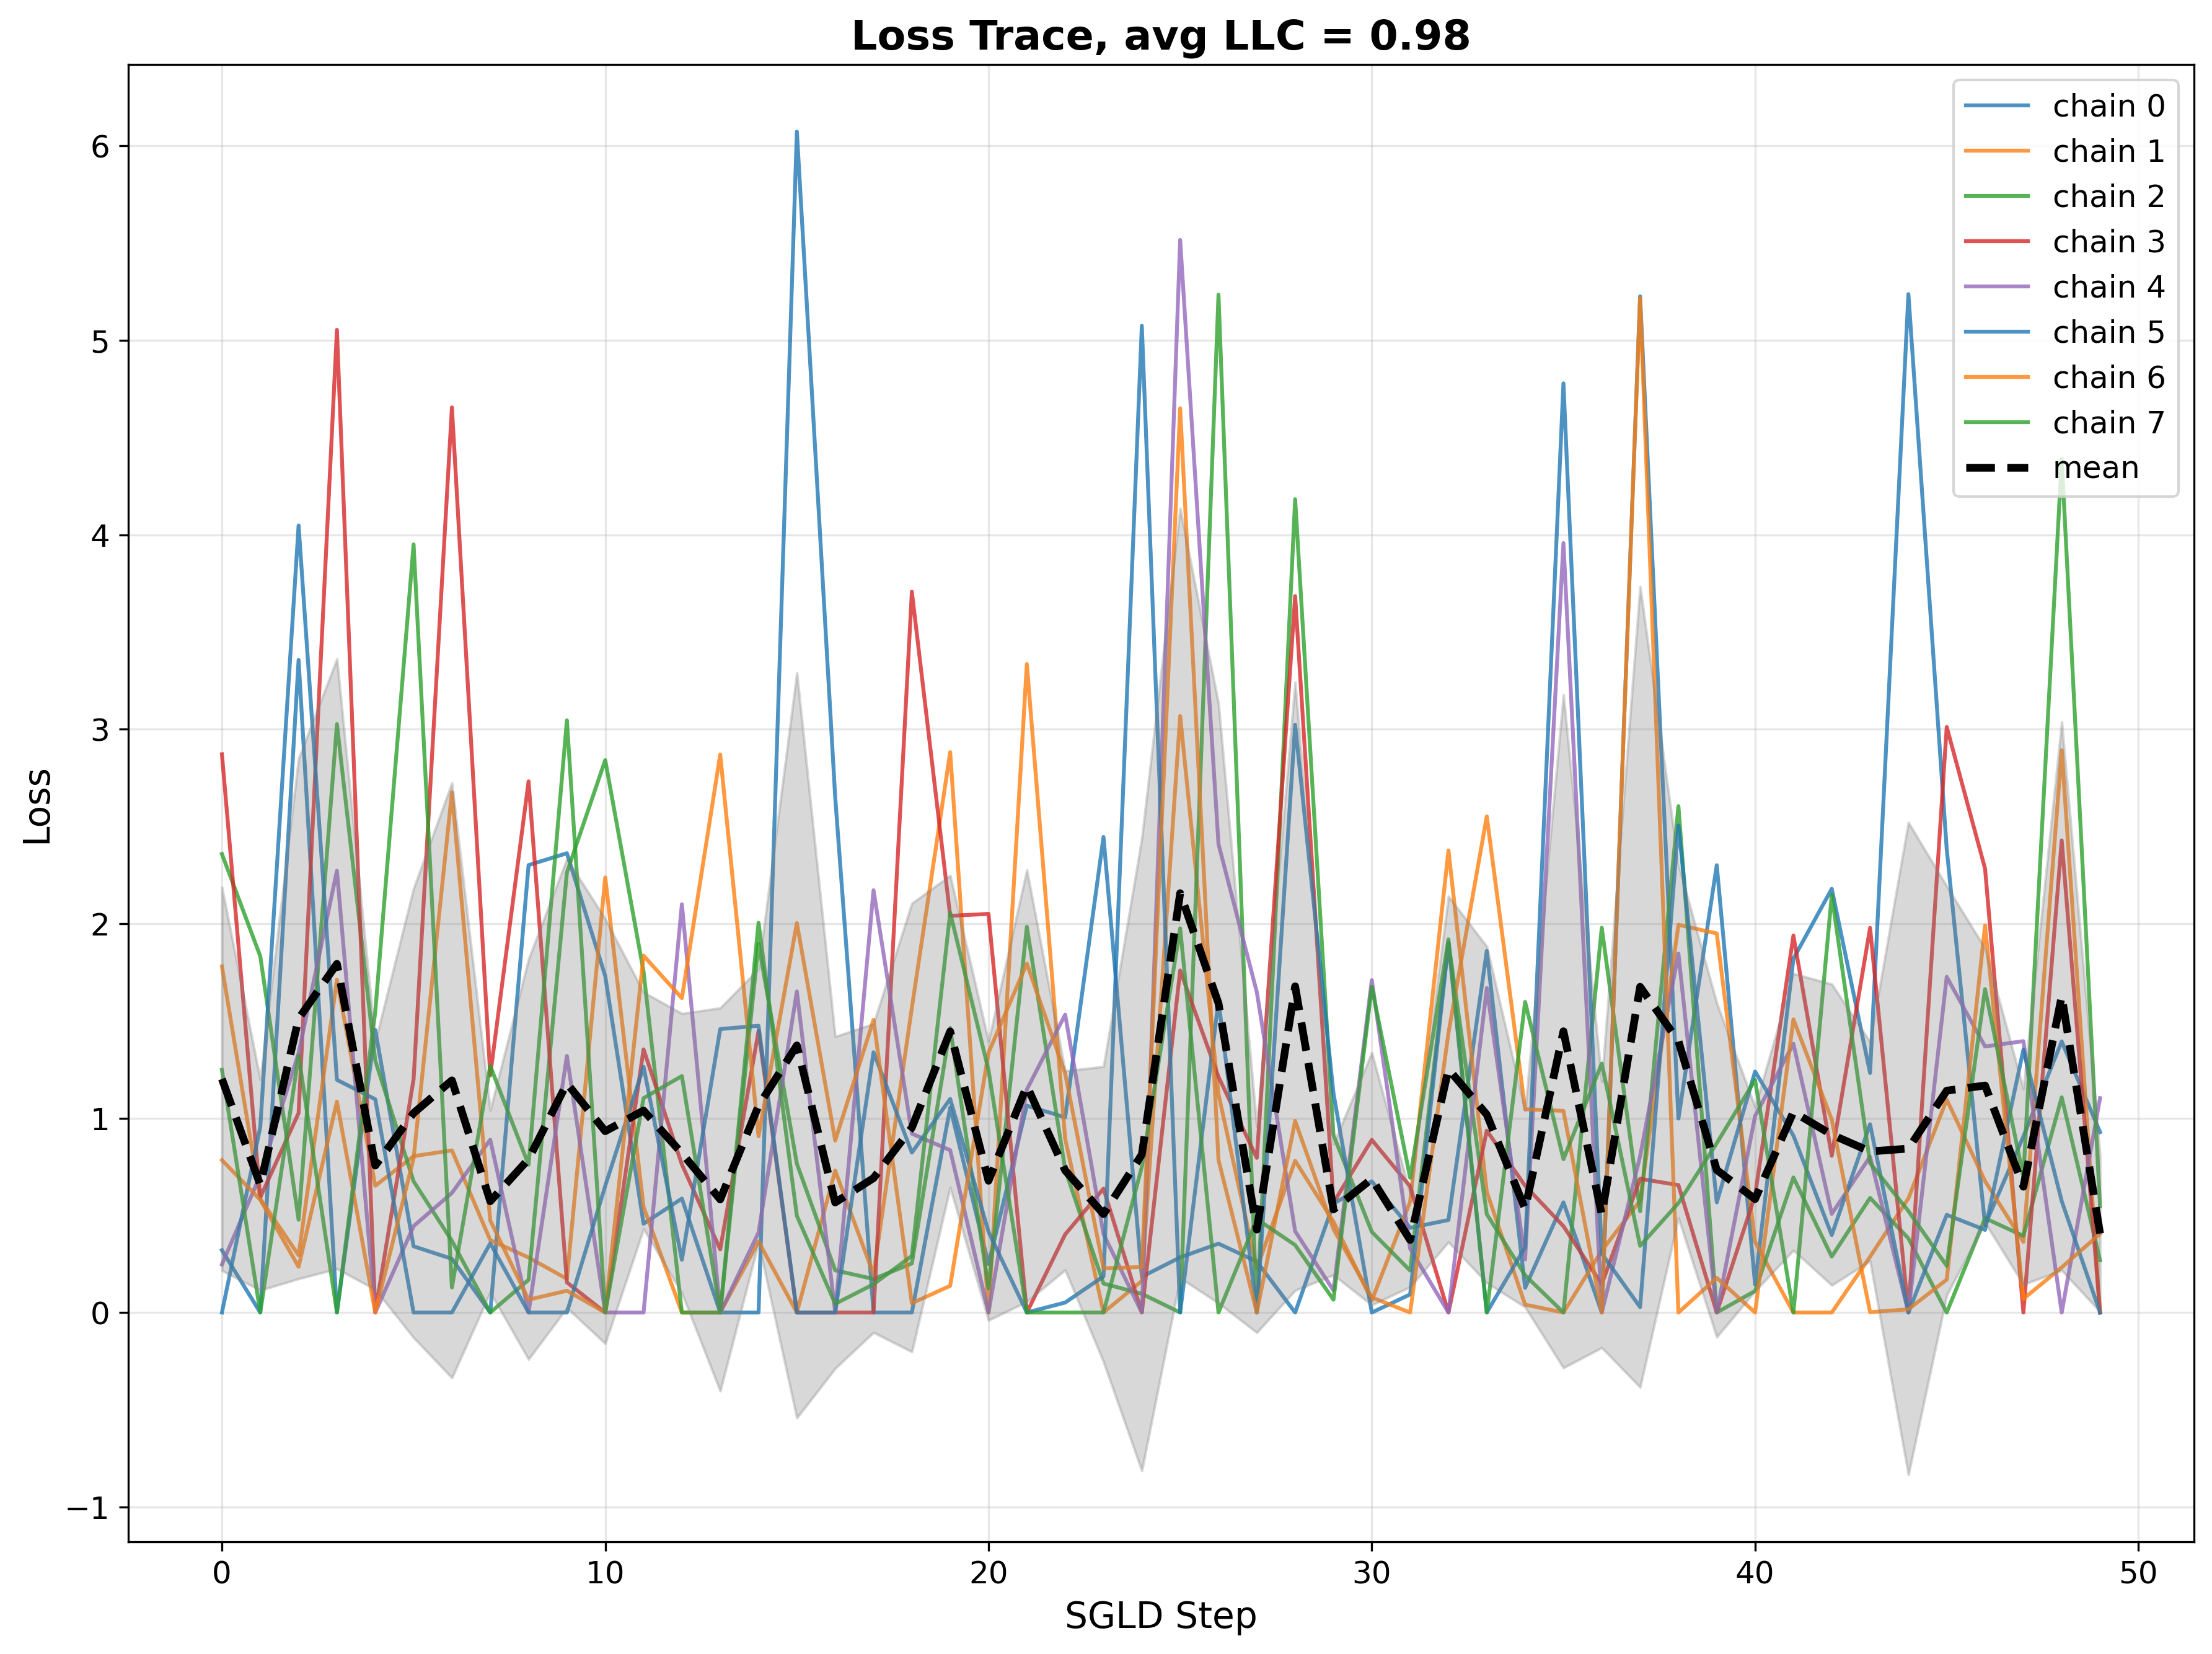 Loss Trace, avg LLC = 0.98
chain 0
chain 1
chain 2
chain 3
chain 4
chain 5
chain 6
chain 7
mean
Loss
6
5
4
3
2
1
0
−1
0 10 20 30 40 50
SGLD Step